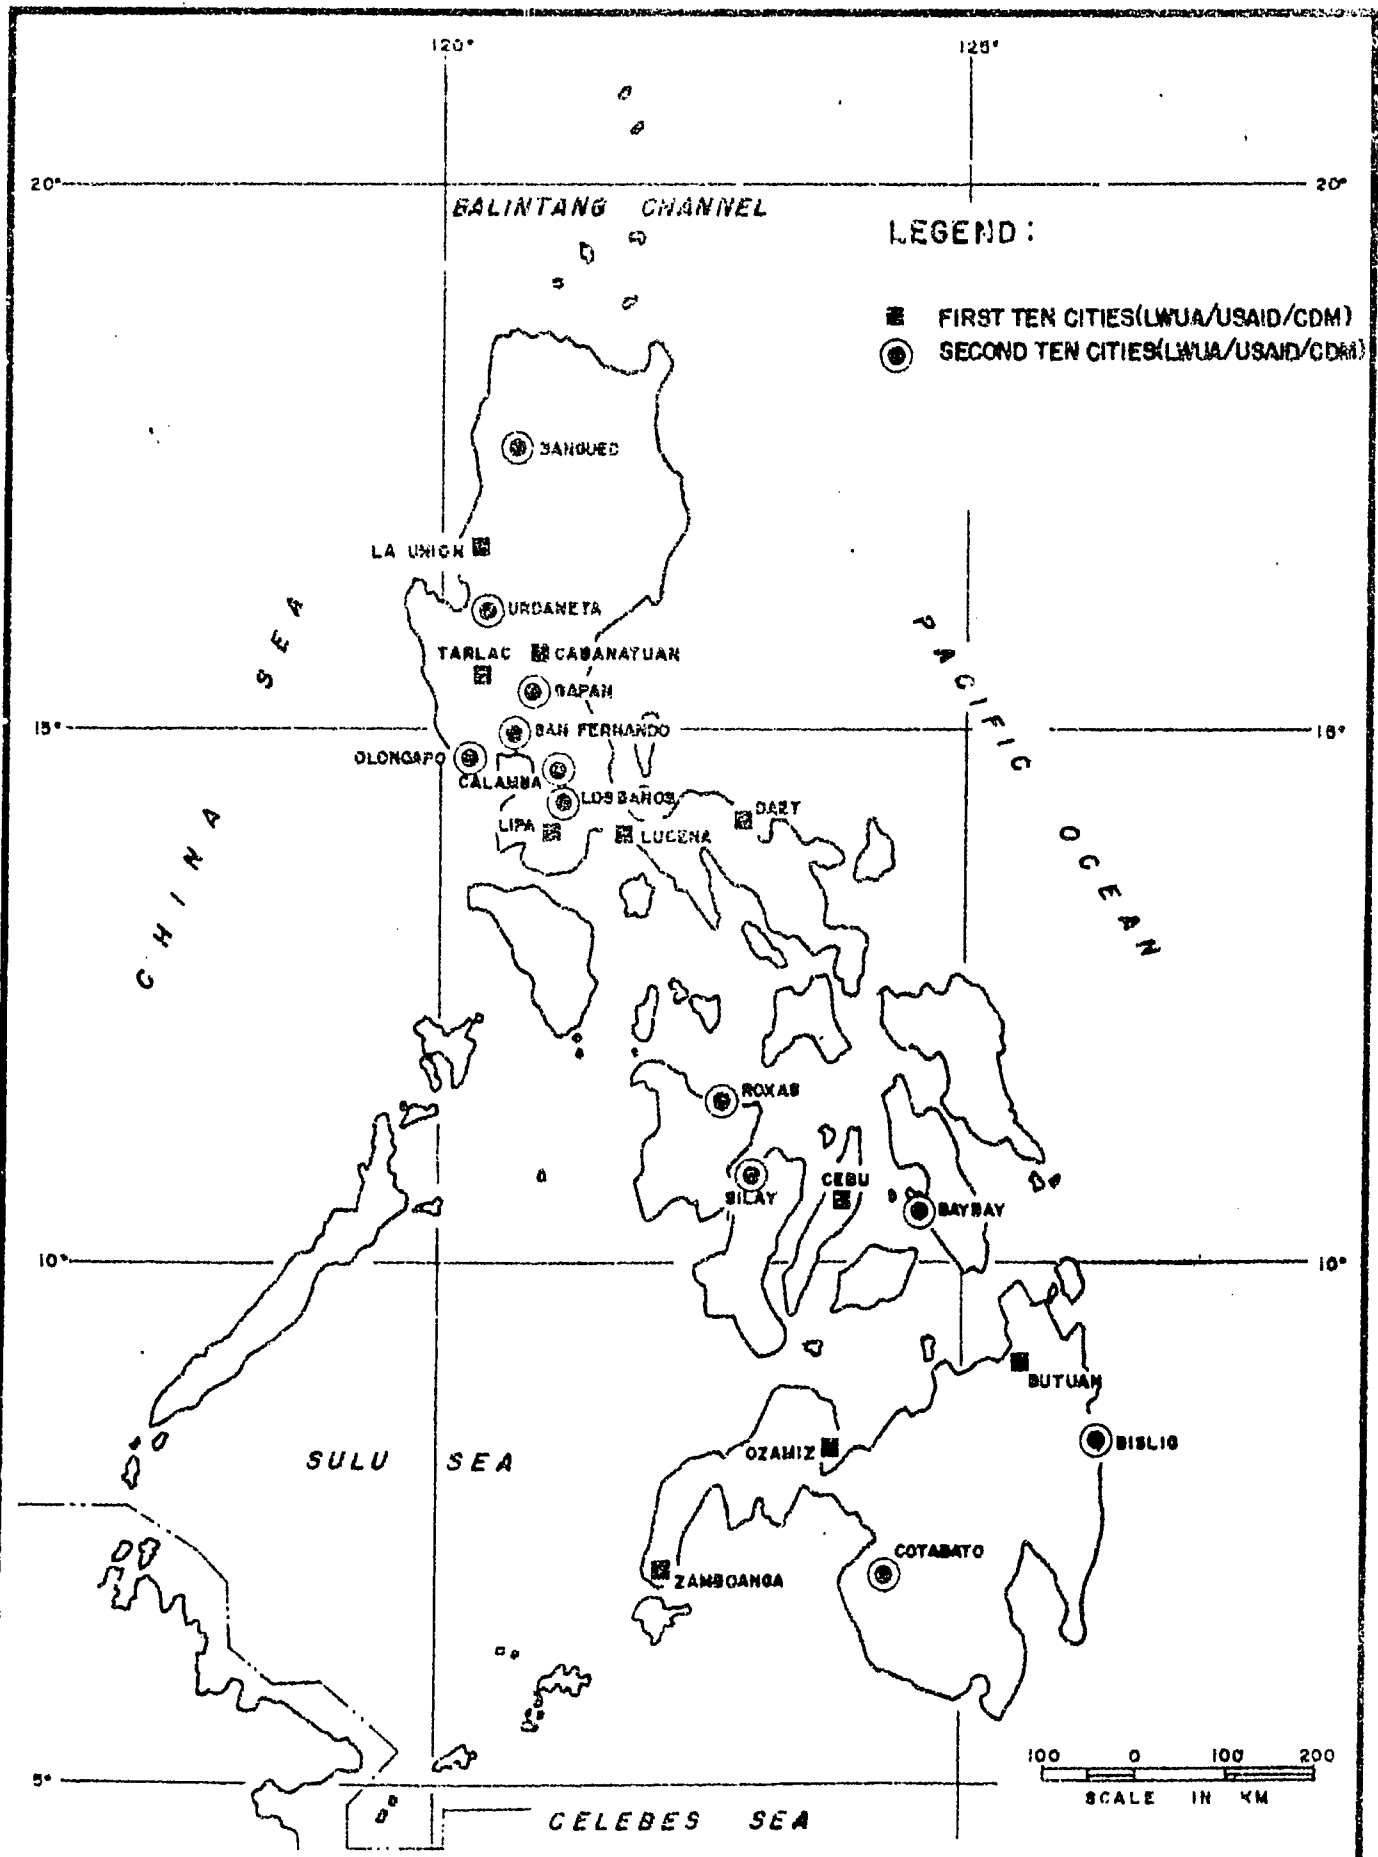 120° 125°
20° 20°
BALINTANG CHANNEL
LEGEND:
FIRST TEN CITIES(LWUA/USAID/CDM)
SECOND TEN CITIES(LWUA/USAID/CDM)
BANGUED
LA UNION
URDANETA
TARLAC
CABANATUAN
GAPAN
CHINA SEA
PACIFIC OCEAN
15° 15°
SAN FERNANDO
OLONGAPO
CALAMBA
LOS BAÑOS
LIPA
LUCENA
DAET
ROXAS
SILAY
CEBU
BAYBAY
10° 10°
BUTUAN
BISLIG
OZAMIZ
SULU SEA
COTABATO
ZAMBOANGA
5°
100 0 100 200
SCALE IN KM
CELEBES SEA